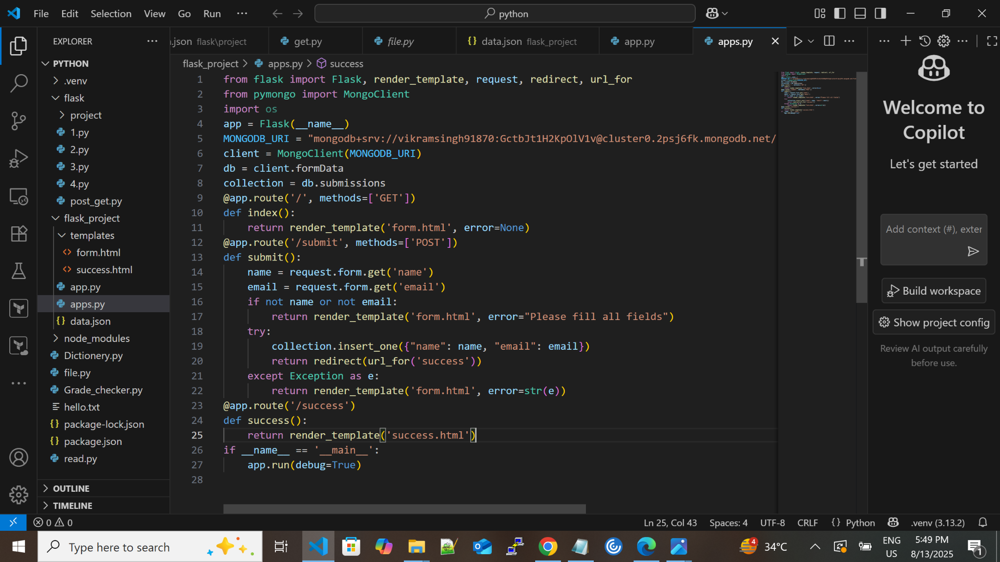 File Edit Selection View Go Run ··· python
EXPLORER ···
PYTHON
.venv
flask
project
1.py
2.py
3.py
4.py
post_get.py
flask_project
templates
form.html
success.html
app.py
apps.py
data.json
node_modules
Dictionery.py
file.py
Grade_checker.py
hello.txt
package-lock.json
package.json
read.py
OUTLINE
TIMELINE
.json flask\project get.py file.py data.json flask_project app.py apps.py
flask_project > apps.py > success
1 from flask import Flask, render_template, request, redirect, url_for
2 from pymongo import MongoClient
3 import os
4 app = Flask(__name__)
5 MONGODB_URI = "mongodb+srv://vikramsingh91870:GctbJt1H2KpOlV1v@cluster0.2psj6fk.mongodb.net/
6 client = MongoClient(MONGODB_URI)
7 db = client.formData
8 collection = db.submissions
9 @app.route('/', methods=['GET'])
10 def index():
11 return render_template('form.html', error=None)
12 @app.route('/submit', methods=['POST'])
13 def submit():
14 name = request.form.get('name')
15 email = request.form.get('email')
16 if not name or not email:
17 return render_template('form.html', error="Please fill all fields")
18 try:
19 collection.insert_one({"name": name, "email": email})
20 return redirect(url_for('success'))
21 except Exception as e:
22 return render_template('form.html', error=str(e))
23 @app.route('/success')
24 def success():
25 return render_template('success.html')
26 if __name__ == '__main__':
27 app.run(debug=True)
28
Welcome to
Copilot
Let's get started
Add context (#), exter
Build workspace
Show project config
Review AI output carefully
before use.
0 0 Ln 25, Col 43 Spaces: 4 UTF-8 CRLF {} Python .venv (3.13.2)
Type here to search 4 34°C ENG US 5:49 PM 8/13/2025 1